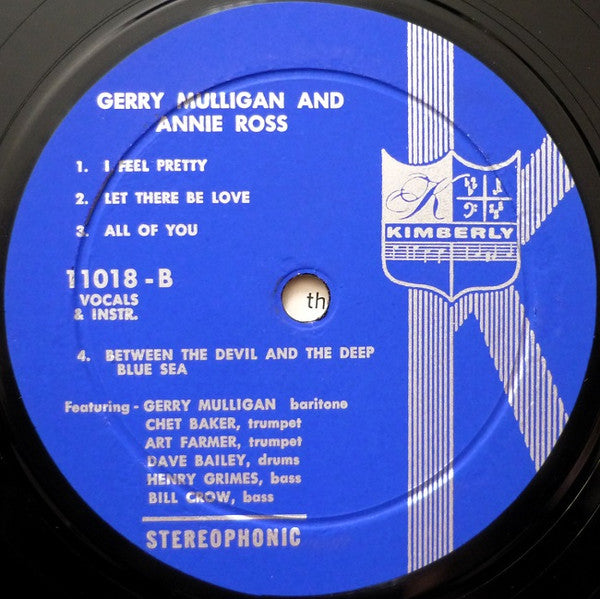 GERRY MULLIGAN AND
ANNIE ROSS
1. I FEEL PRETTY
2. LET THERE BE LOVE
3. ALL OF YOU
11018-B
VOCALS
& INSTR.
K
KIMBERLY
th
4. BETWEEN THE DEVIL AND THE DEEP
BLUE SEA
Featuring - GERRY MULLIGAN baritone
CHET BAKER, trumpet
ART FARMER, trumpet
DAVE BAILEY, drums
HENRY GRIMES, bass
BILL CROW, bass
STEREOPHONIC